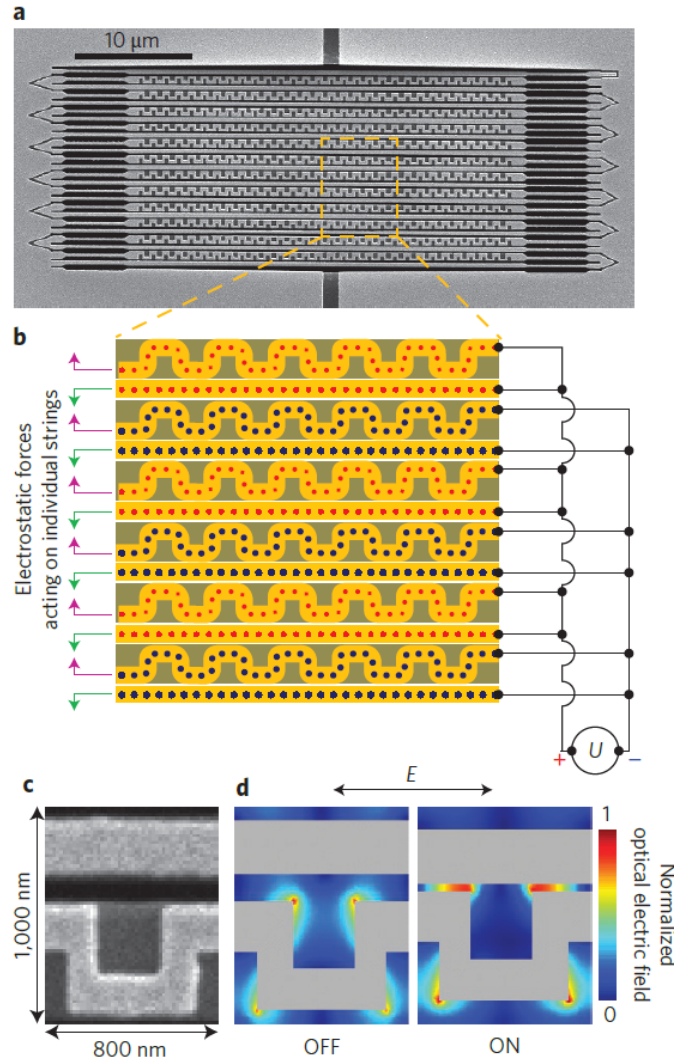 a
10 μm
b
Electrostatic forces
acting on individual strings
U
+
−
c
d
E
1,000 nm
800 nm
OFF
ON
1
0
Normalized
optical electric field